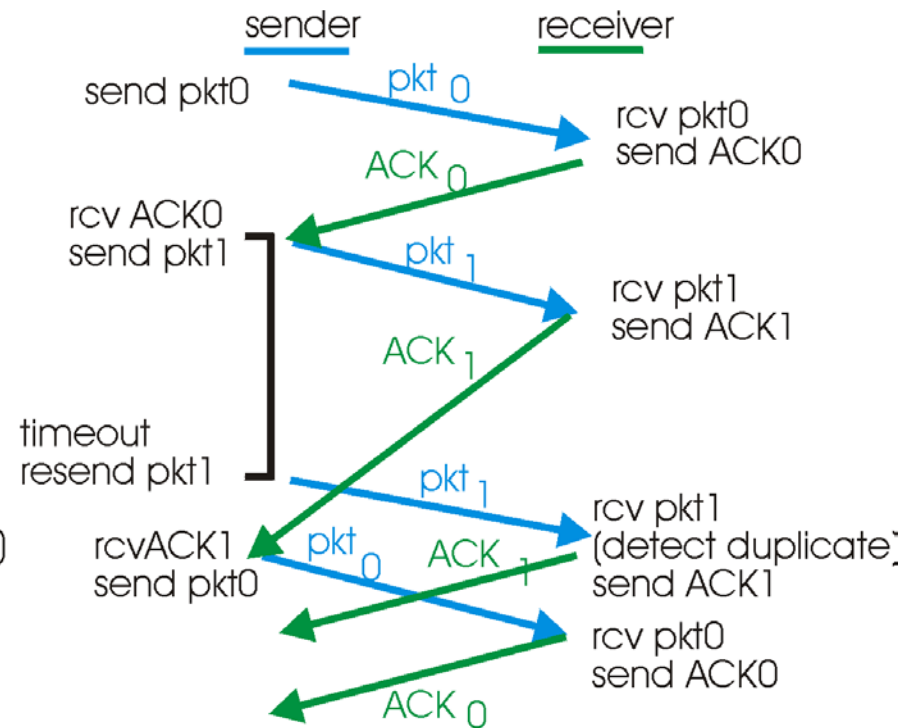 sender
receiver
send pkt0
pkt 0
rcv pkt0
send ACK0
ACK 0
rcv ACK0
send pkt1
pkt 1
rcv pkt1
send ACK1
ACK 1
timeout
resend pkt1
pkt 1
rcv pkt1
(detect duplicate)
send ACK1
)
rcvACK1
send pkt0
pkt 0
ACK 1
rcv pkt0
send ACK0
ACK 0